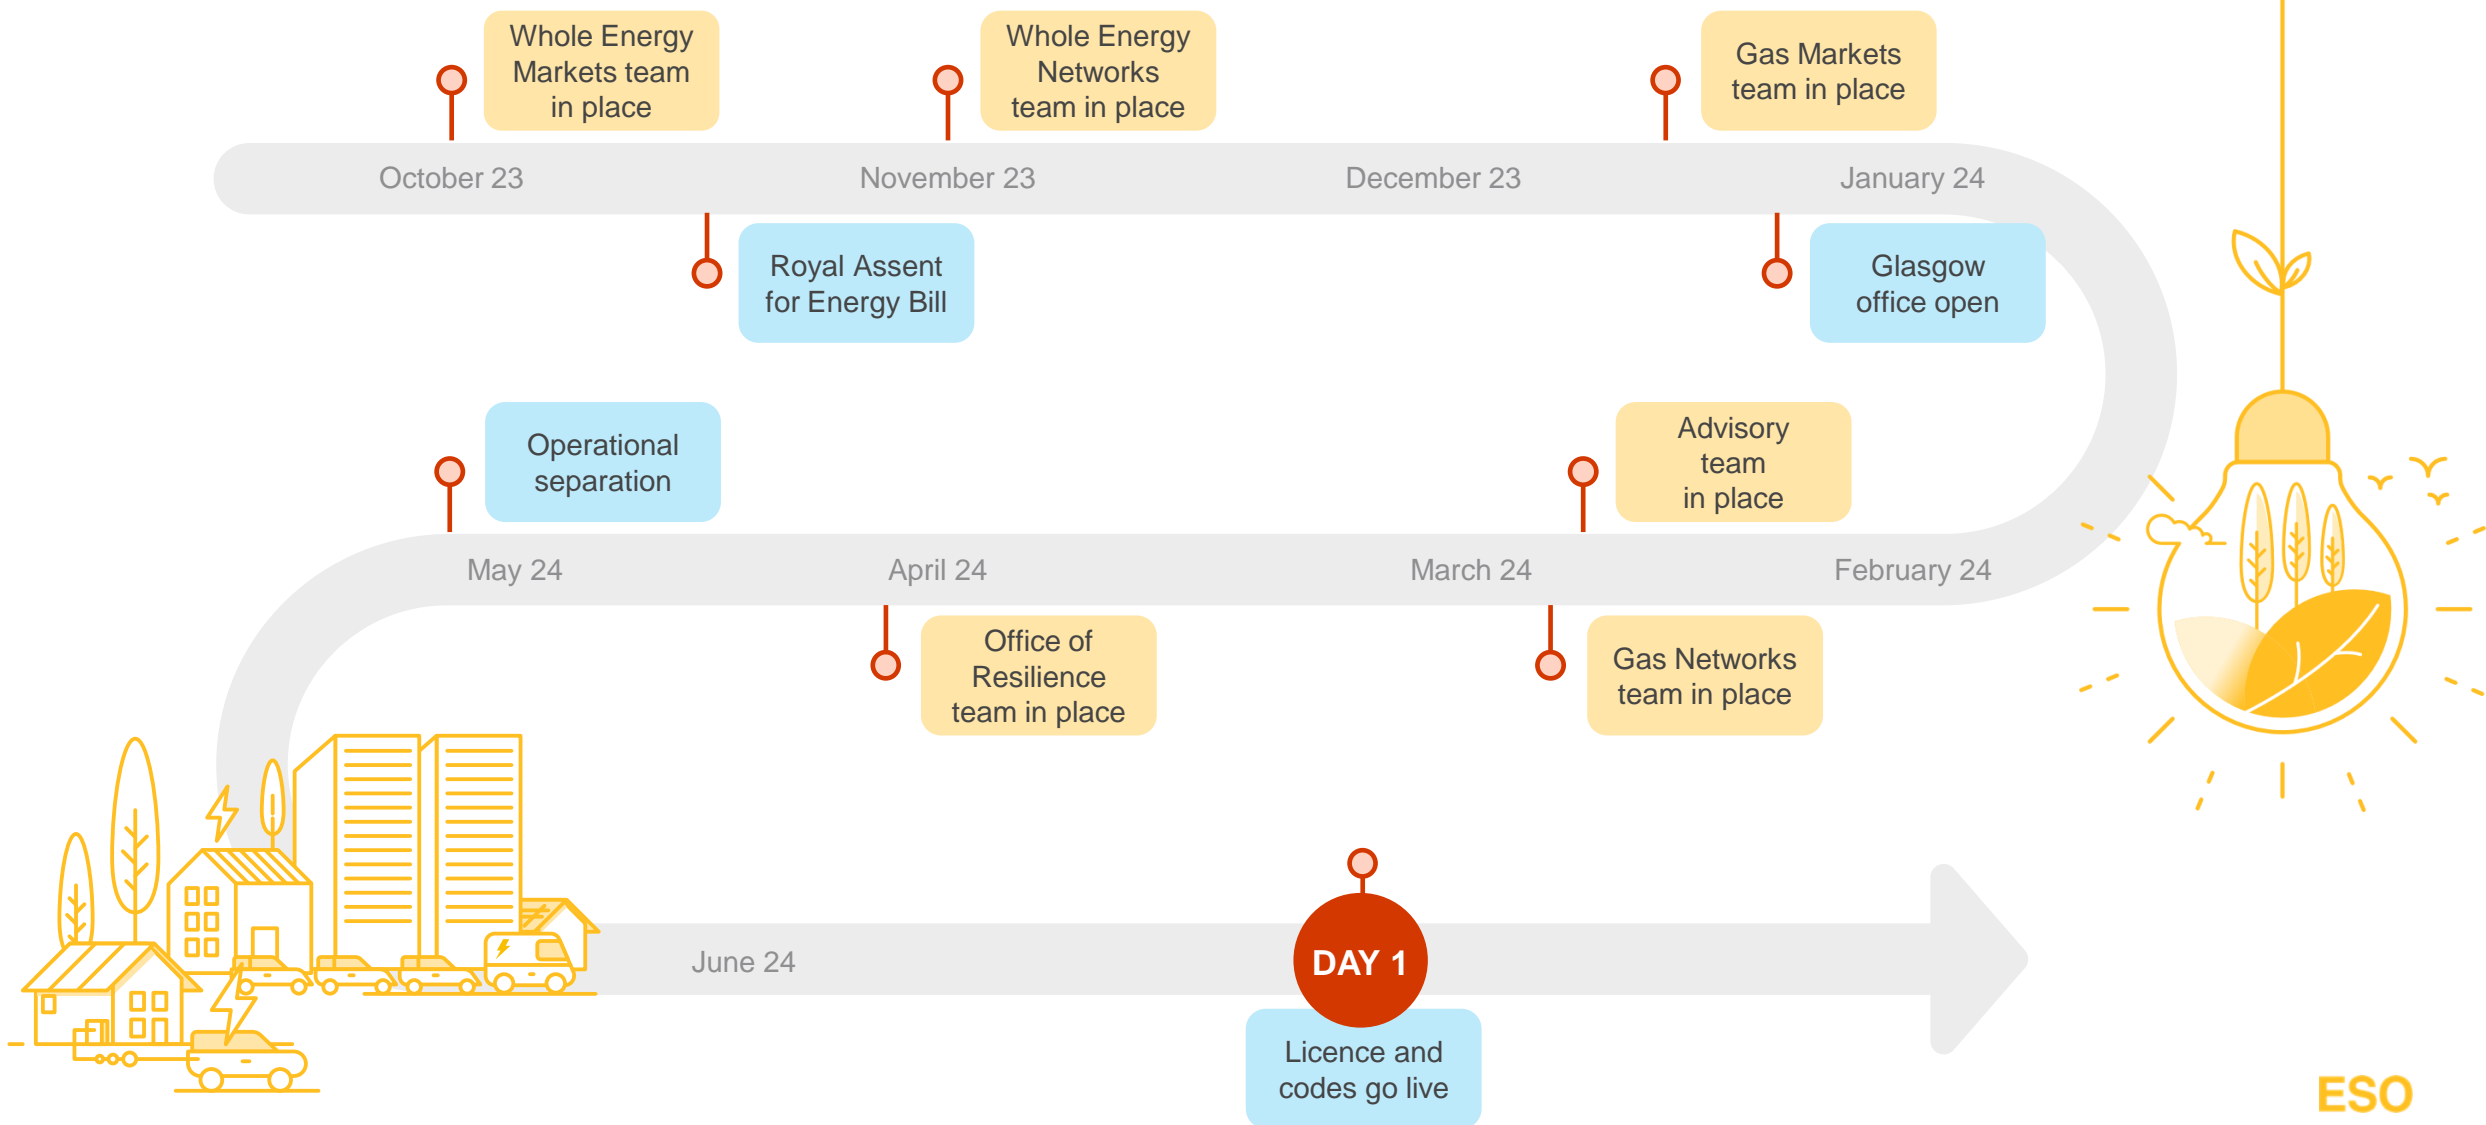 Whole Energy
Markets team
in place
Whole Energy
Networks
team in place
Gas Markets
team in place
October 23
November 23
December 23
January 24
Royal Assent
for Energy Bill
Glasgow
office open
Operational
separation
Advisory
team
in place
May 24
April 24
March 24
February 24
Office of
Resilience
team in place
Gas Networks
team in place
June 24
DAY 1
Licence and
codes go live
ESO